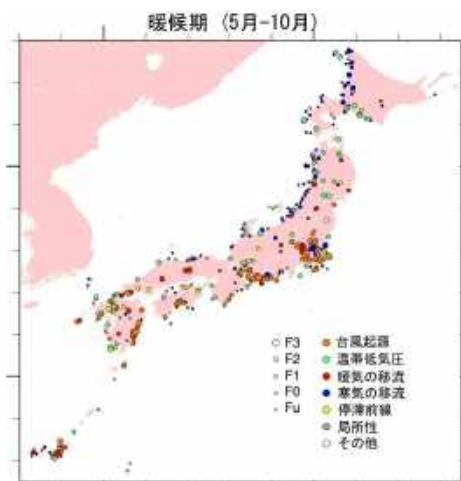 暖候期 (5月-10月)
F3
F2
F1
F0
Fu
台風起源
温帯低気圧
暖気の移流
寒気の移流
停滞前線
局所性
その他